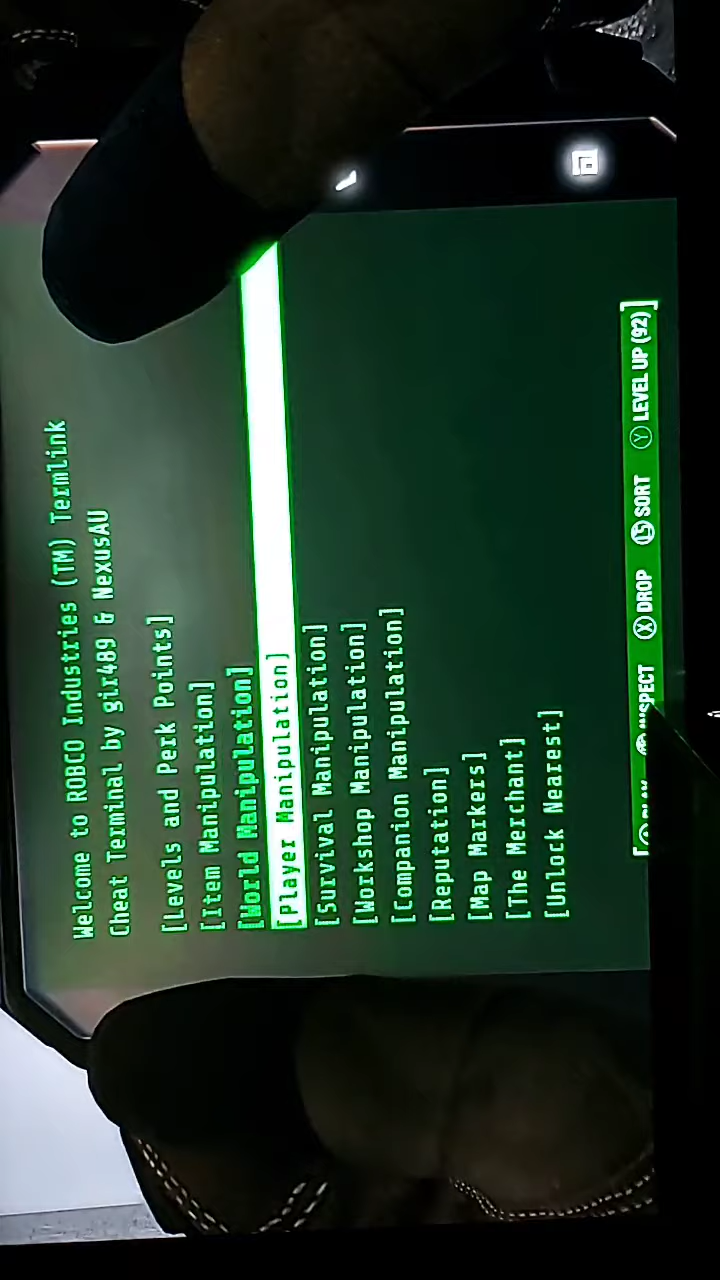 Welcome to ROBCO Industries (TM) Termlink
Cheat Terminal by gir489 & NexusAU
[Levels and Perk Points]
[Item Manipulation]
[World Manipulation]
[Player Manipulation]
[Survival Manipulation]
[Workshop Manipulation]
[Companion Manipulation]
[Reputation]
[Map Markers]
[The Merchant]
[Unlock Nearest]
X) DROP LS) SORT Y) LEVEL UP (92)